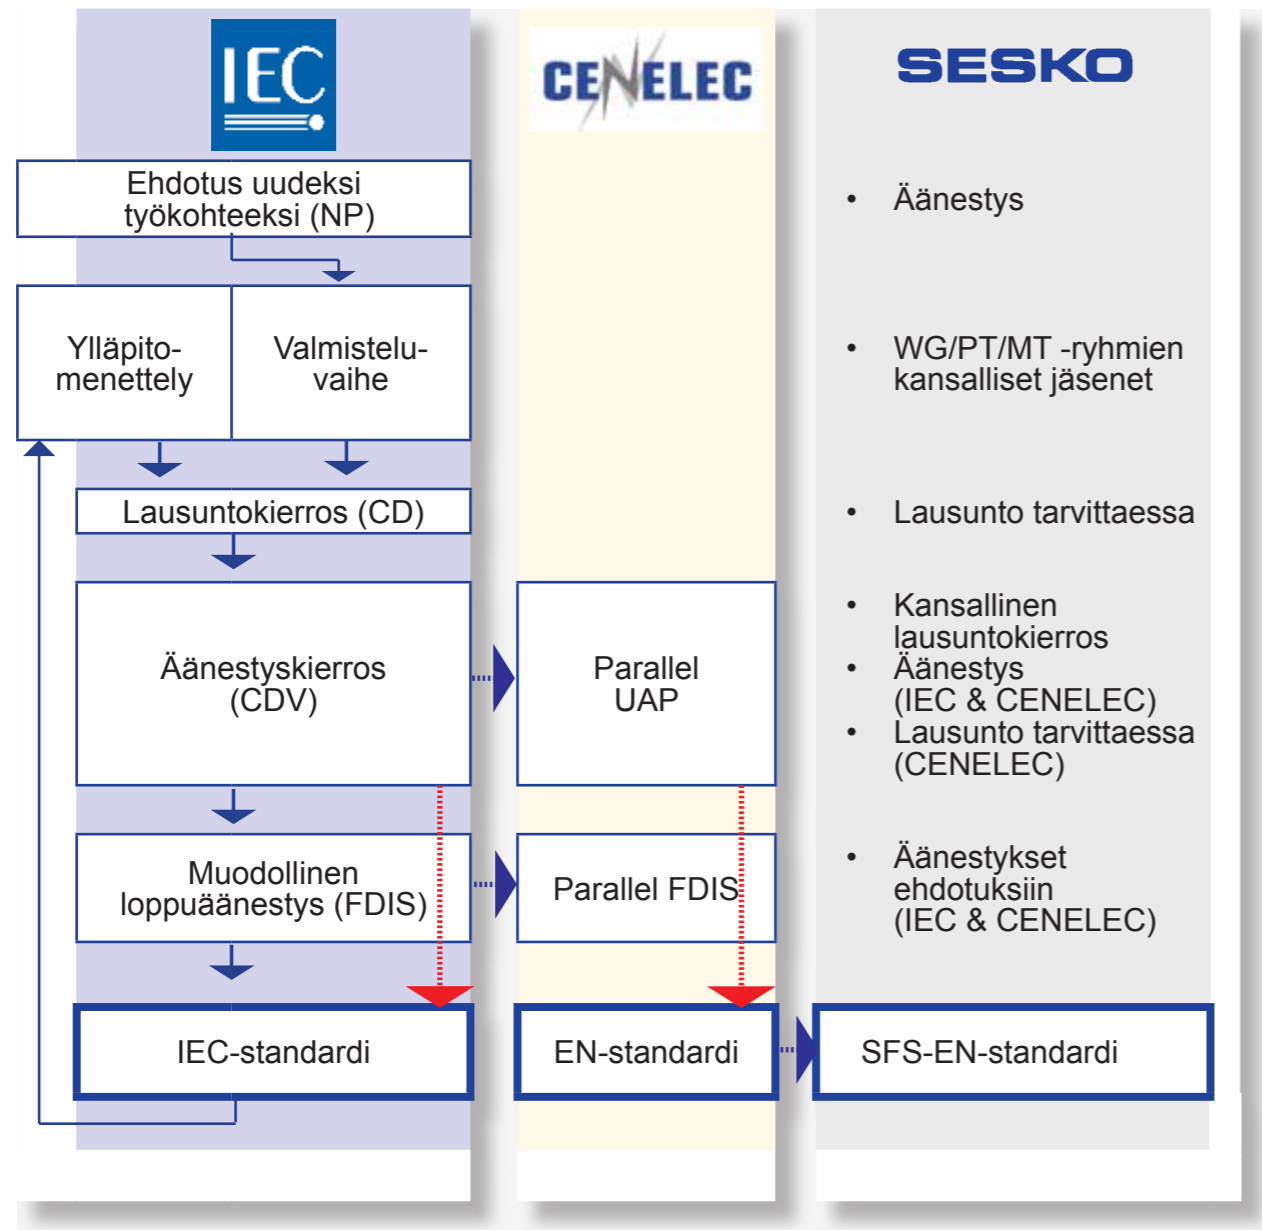 IEC
CENELEC
SESKO
Ehdotus uudeksi
työkohteeksi (NP)
• Äänestys
Ylläpito-
menettely
Valmistelu-
vaihe
• WG/PT/MT -ryhmien
kansalliset jäsenet
Lausuntokierros (CD)
• Lausunto tarvittaessa
Äänestyskierros
(CDV)
Parallel
UAP
• Kansallinen
lausuntokierros
• Äänestys
(IEC & CENELEC)
• Lausunto tarvittaessa
(CENELEC)
Muodollinen
loppuäänestys (FDIS)
Parallel FDIS
• Äänestykset
ehdotuksiin
(IEC & CENELEC)
IEC-standardi
EN-standardi
SFS-EN-standardi